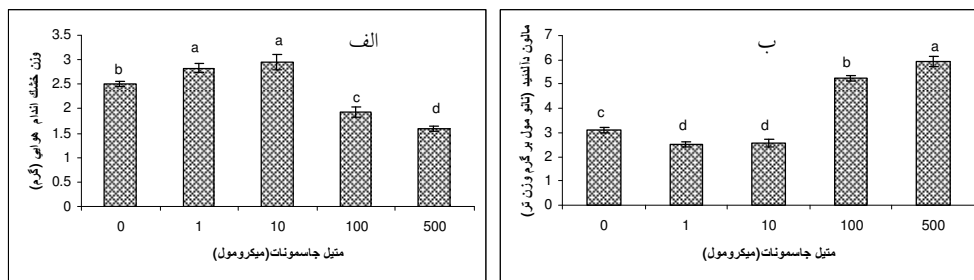 الف
وزن خشک اندام هوایی (گرم)
3.5
3
2.5
2
1.5
1
0.5
0
b
a
a
c
d
0 1 10 100 500
متیل جاسمونات(میکرومول)
ب
مالون دآلدئید (نانو مول بر گرم وزن تر)
7
6
5
4
3
2
1
0
c
d
d
b
a
0 1 10 100 500
متیل جاسمونات(میکرومول)